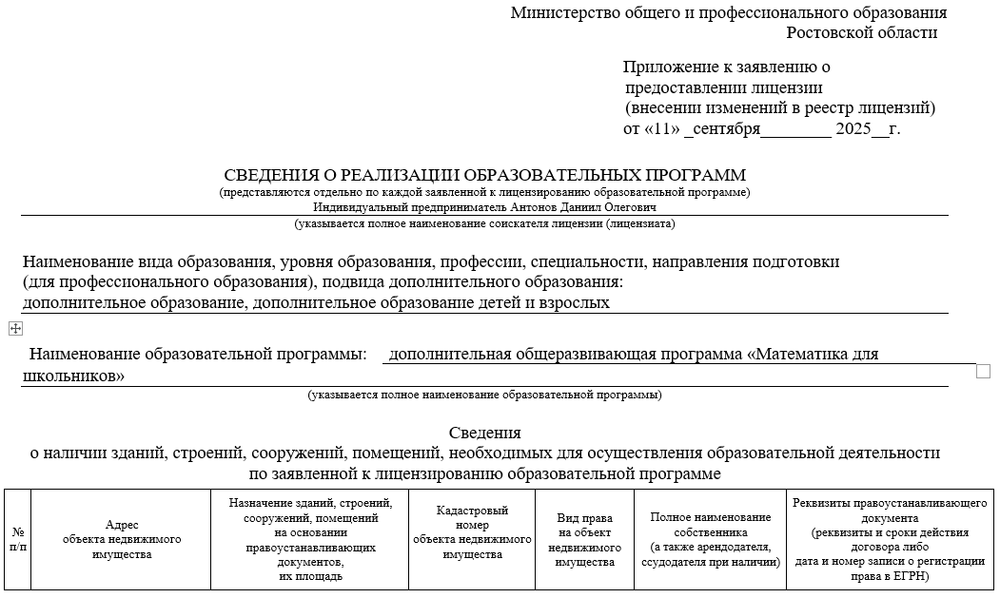 Министерство общего и профессионального образования
Ростовской области
Приложение к заявлению о
предоставлении лицензии
(внесении изменений в реестр лицензий)
от «11» _сентября________ 2025__г.
СВЕДЕНИЯ О РЕАЛИЗАЦИИ ОБРАЗОВАТЕЛЬНЫХ ПРОГРАММ
(представляются отдельно по каждой заявленной к лицензированию образовательной программе)
Индивидуальный предприниматель Антонов Даниил Олегович
(указывается полное наименование соискателя лицензии (лицензиата)
Наименование вида образования, уровня образования, профессии, специальности, направления подготовки
(для профессионального образования), подвида дополнительного образования:
дополнительное образование, дополнительное образование детей и взрослых
Наименование образовательной программы: дополнительная общеразвивающая программа «Математика для
школьников»
(указывается полное наименование образовательной программы)
Сведения
о наличии зданий, строений, сооружений, помещений, необходимых для осуществления образовательной деятельности
по заявленной к лицензированию образовательной программе
№
п/п
Адрес
объекта недвижимого
имущества
Назначение зданий, строений,
сооружений, помещений
на основании
правоустанавливающих
документов,
их площадь
Кадастровый
номер
объекта недвижимого
имущества
Вид права
на объект
недвижимого
имущества
Полное наименование
собственника
(а также арендодателя,
ссудодателя при наличии)
Реквизиты правоустанавливающего
документа
(реквизиты и сроки действия
договора либо
дата и номер записи о регистрации
права в ЕГРН)